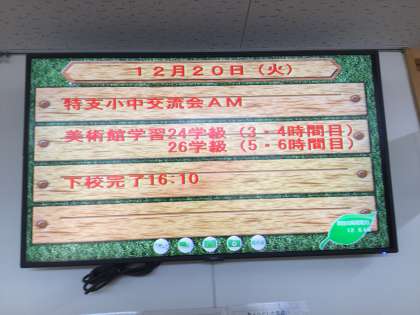 12月20日(火)
特支小中交流会AM
美術館学習24学級(3・4時間目)
26学級(5・6時間目)
下校完了16:10